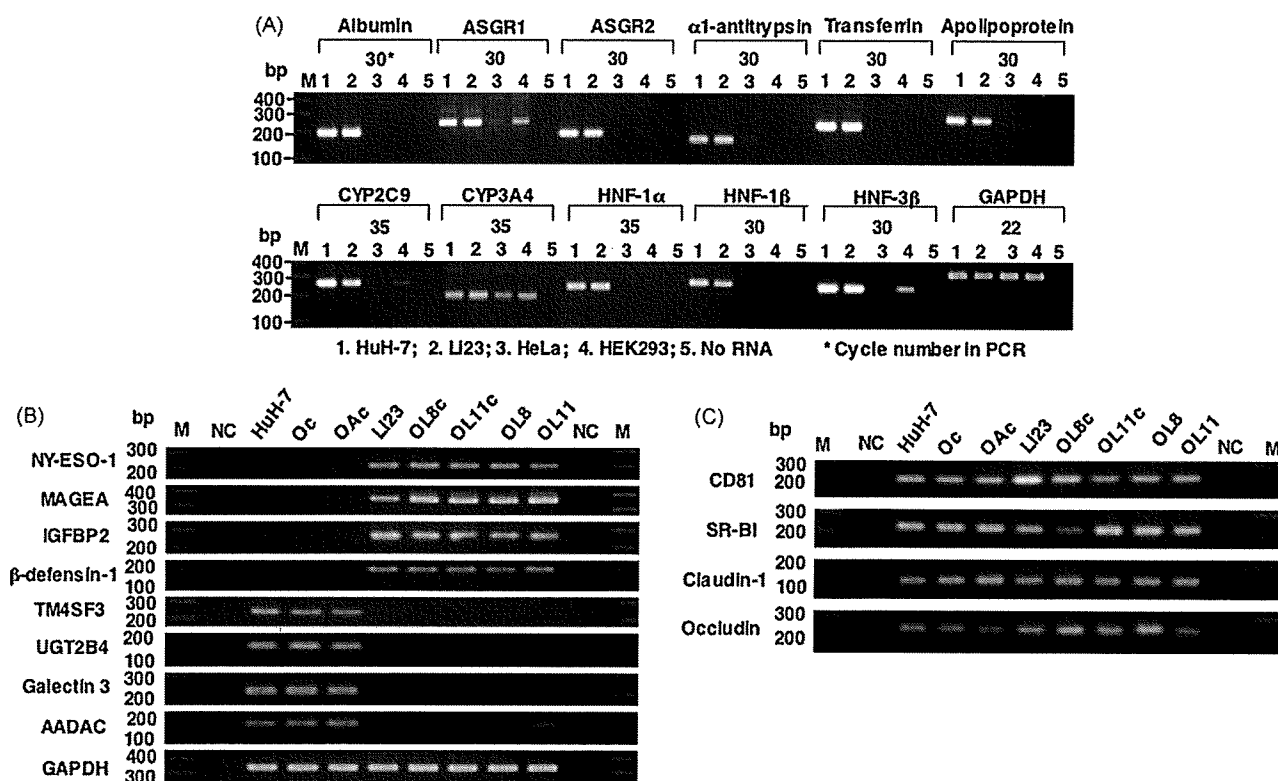 (A)
Albumin ASGR1 ASGR2 α1-antitrypsin Transferrin Apolipoprotein
30* 30 30 30 30 30
bp
M 1 2 3 4 5 1 2 3 4 5 1 2 3 4 5 1 2 3 4 5 1 2 3 4 5 1 2 3 4 5
400
300
200
100
CYP2C9 CYP3A4 HNF-1α HNF-1β HNF-3β GAPDH
35 35 35 30 30 22
bp
M 1 2 3 4 5 1 2 3 4 5 1 2 3 4 5 1 2 3 4 5 1 2 3 4 5 1 2 3 4 5
400
300
200
100
1. HuH-7; 2. Li23; 3. HeLa; 4. HEK293; 5. No RNA * Cycle number in PCR
(B)
bp
M NC HuH-7 Oc OAc Li23 OL8c OL11c OL8 OL11 NC M
NY-ESO-1 300
200
MAGEA 400
300
IGFBP2 300
200
β-defensin-1 200
100
TM4SF3 300
200
UGT2B4 200
100
Galectin 3 300
200
AADAC 200
100
GAPDH 400
300
(C)
bp
M NC HuH-7 Oc OAc Li23 OL8c OL11c OL8 OL11 NC M
CD81 300
200
SR-BI 300
200
Claudin-1 200
100
Occludin 300
200